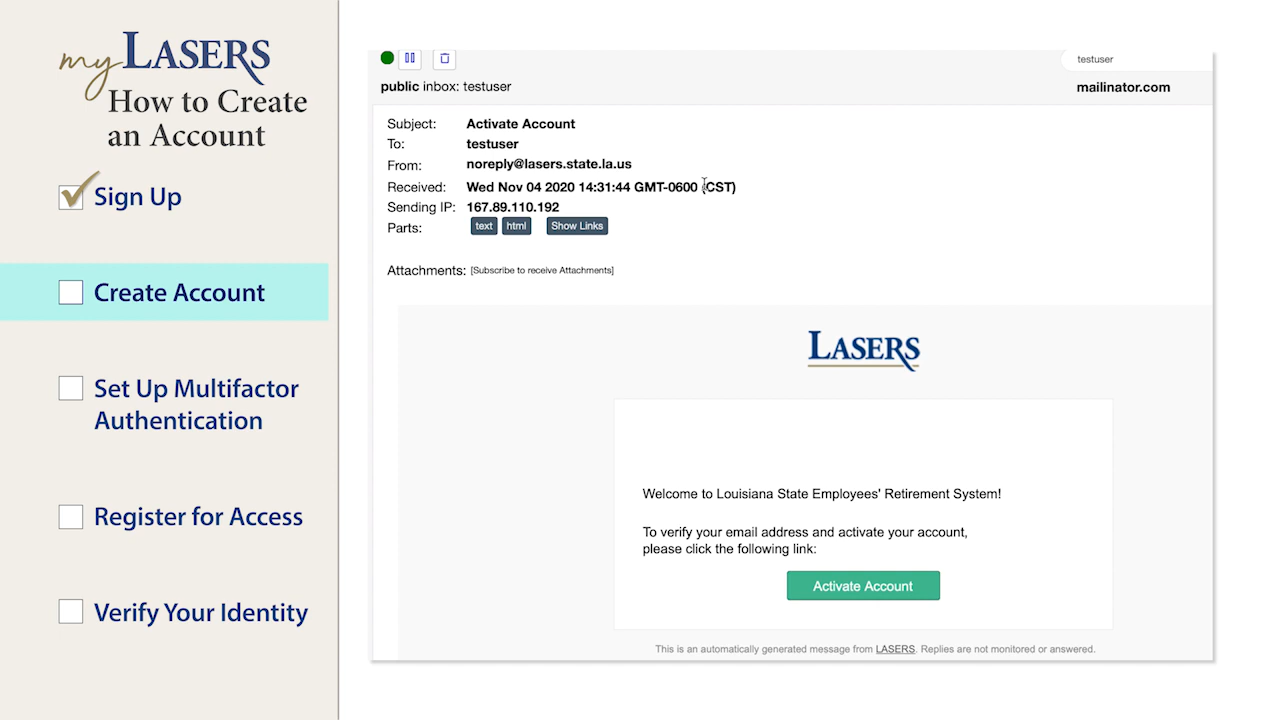 my LASERS
How to Create
an Account
Sign Up
Create Account
Set Up Multifactor
Authentication
Register for Access
Verify Your Identity
testuser
public inbox: testuser
mailinator.com
Subject: Activate Account
To: testuser
From: noreply@lasers.state.la.us
Received: Wed Nov 04 2020 14:31:44 GMT-0600 (CST)
Sending IP: 167.89.110.192
Parts: text html Show Links
Attachments: [Subscribe to receive Attachments]
LASERS
Welcome to Louisiana State Employees' Retirement System!
To verify your email address and activate your account,
please click the following link:
Activate Account
This is an automatically generated message from LASERS. Replies are not monitored or answered.